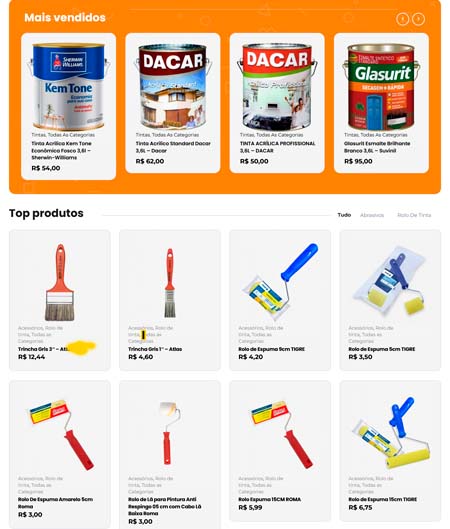 Mais vendidos
SHERWIN WILLIAMS
Kem Tone
DACAR
DACAR
Glasurit
SECAGEM + RÁPIDA
Tintas, Todas As Categorias
Tinta Acrílica Kem Tone
Econômica Fosco 3,6L –
Sherwin-Williams
R$ 54,00
Tintas, Todas As Categorias
Tinta Acrílica Standard Dacar
3,6L – Dacar
R$ 62,00
Tintas, Todas As Categorias
TINTA ACRÍLICA PROFISSIONAL
3,6L – DACAR
R$ 50,00
Tintas, Todas As Categorias
Glasurit Esmalte Brilhante
Branco 3,6L – Suvinil
R$ 95,00
Top produtos
Tudo
Abrasivos
Rolo De Tinta
Acessórios, Rolo de
tinta, Todas as
Categorias
Trincha Gris 3" –
R$ 12,44
Acessórios, Rolo de
Todas as
Categorias
Trincha Gris 1" – Atlas
R$ 4,60
Acessórios, Rolo de
tinta, Todas as
Categorias
Rolo de Espuma 9cm TIGRE
R$ 4,20
Acessórios, Rolo de
tinta, Todas as
Categorias
Rolo de Espuma 5cm TIGRE
R$ 3,50
Acessórios, Rolo de
tinta, Todas as
Categorias
Rolo De Espuma Amarelo 5cm
Roma
R$ 3,00
Acessórios, Rolo de
tinta, Todas as
Categorias
Rolo de Lã para Pintura Anti
Respingo 05 cm com Cabo Lã
Baixa Roma
R$ 3,00
Acessórios, Rolo de
tinta, Todas as
Categorias
Rolo Espuma 15CM ROMA
R$ 5,99
Acessórios, Rolo de
tinta, Todas as
Categorias
Rolo de Espuma 15cm TIGRE
R$ 6,75